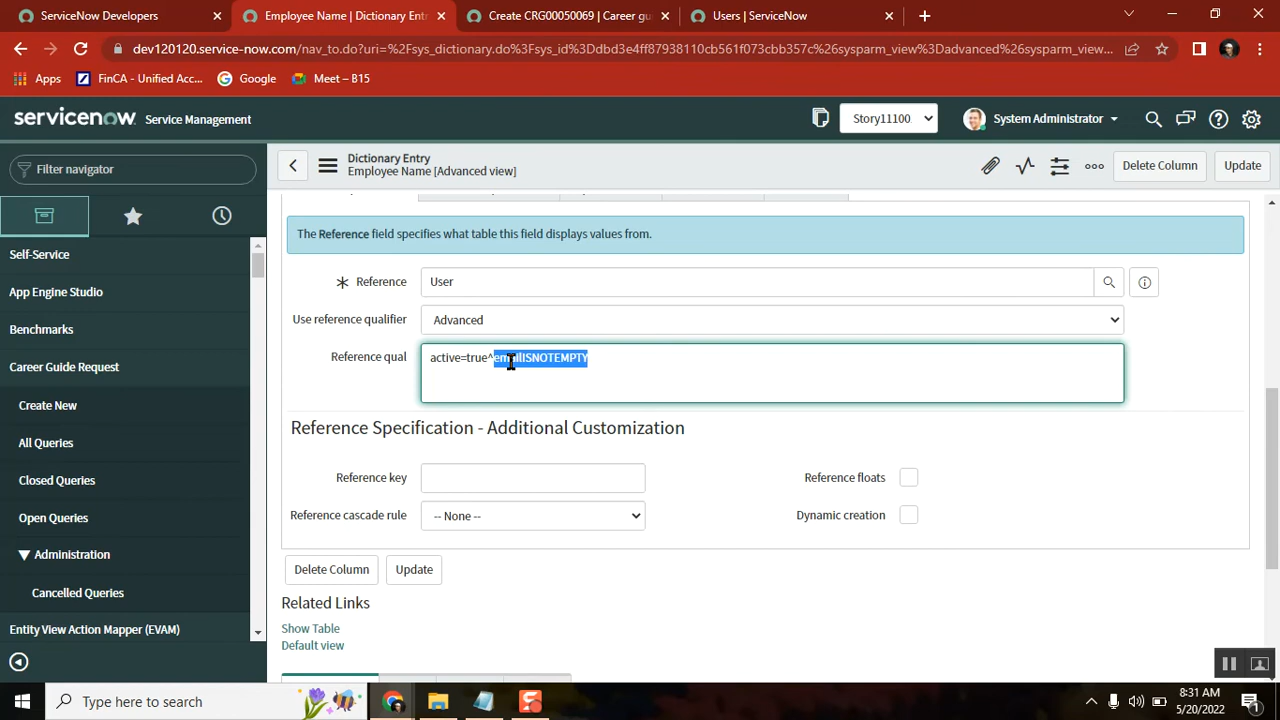 ServiceNow Developers
Employee Name | Dictionary Entr
Create CRG00050069 | Career gu
Users | ServiceNow
dev120120.service-now.com/nav_to.do?uri=%2Fsys_dictionary.do%3Fsys_id%3Ddbd3e4ff87938110cb561f073cbb357c%26sysparm_view%3Dadvanced%26sysparm_view...
Apps
FinCA - Unified Acc...
Google
Meet – B15
servicenow Service Management
Story11100
System Administrator
Filter navigator
Dictionary Entry
Employee Name [Advanced view]
Delete Column
Update
Self-Service
App Engine Studio
Benchmarks
Career Guide Request
Create New
All Queries
Closed Queries
Open Queries
Administration
Cancelled Queries
Entity View Action Mapper (EVAM)
The Reference field specifies what table this field displays values from.
Reference
User
Use reference qualifier
Advanced
Reference qual
active=true^emailISNOTEMPTY
Reference Specification - Additional Customization
Reference key
Reference floats
Reference cascade rule
-- None --
Dynamic creation
Delete Column
Update
Related Links
Show Table
Default view
Type here to search
8:31 AM
5/20/2022
1